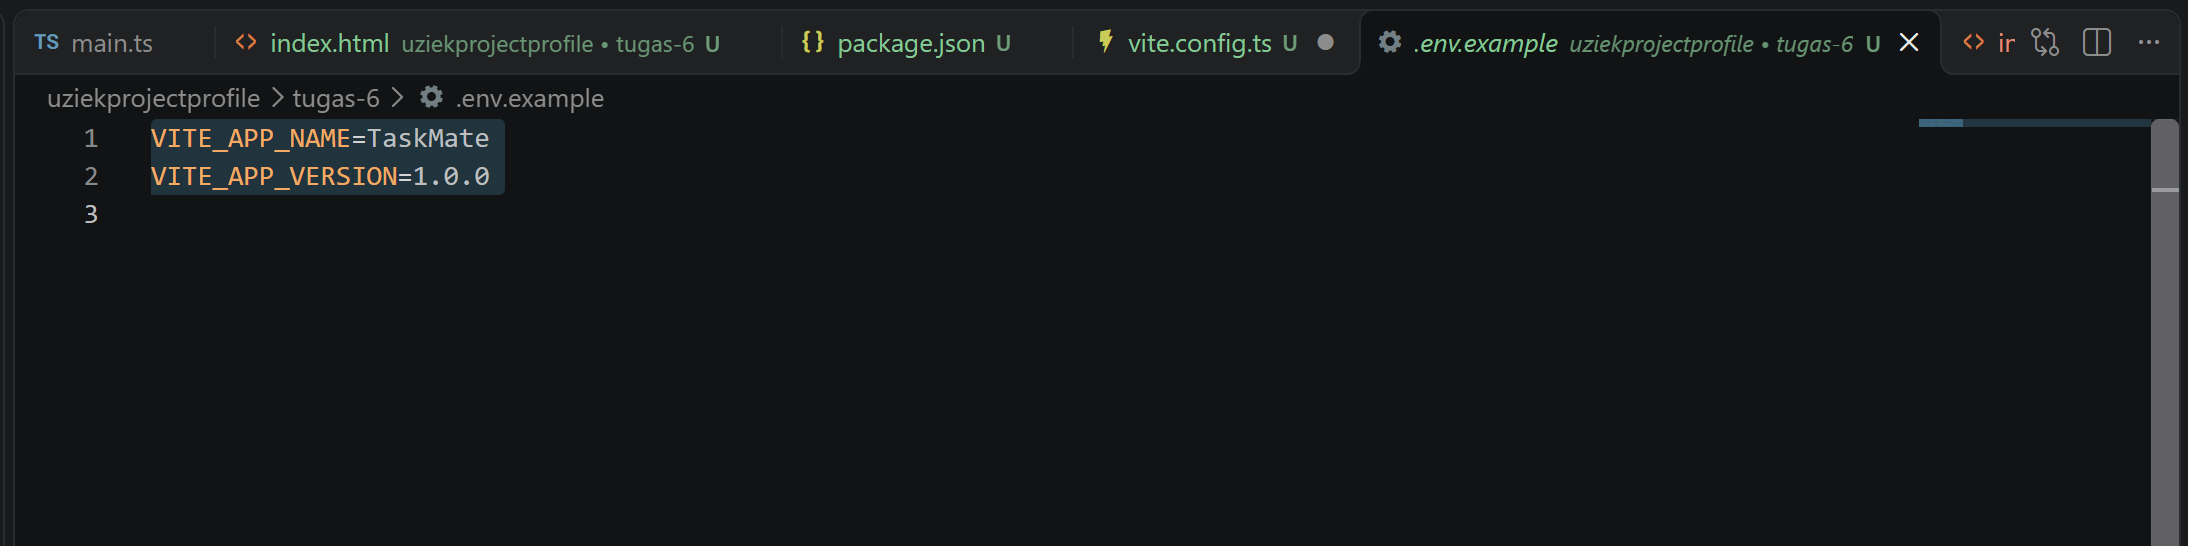 TS main.ts
<> index.html uziekprojectprofile • tugas-6 U
{} package.json U
vite.config.ts U
.env.example uziekprojectprofile • tugas-6 U
<> ir
uziekprojectprofile > tugas-6 > .env.example
1 VITE_APP_NAME=TaskMate
2 VITE_APP_VERSION=1.0.0
3